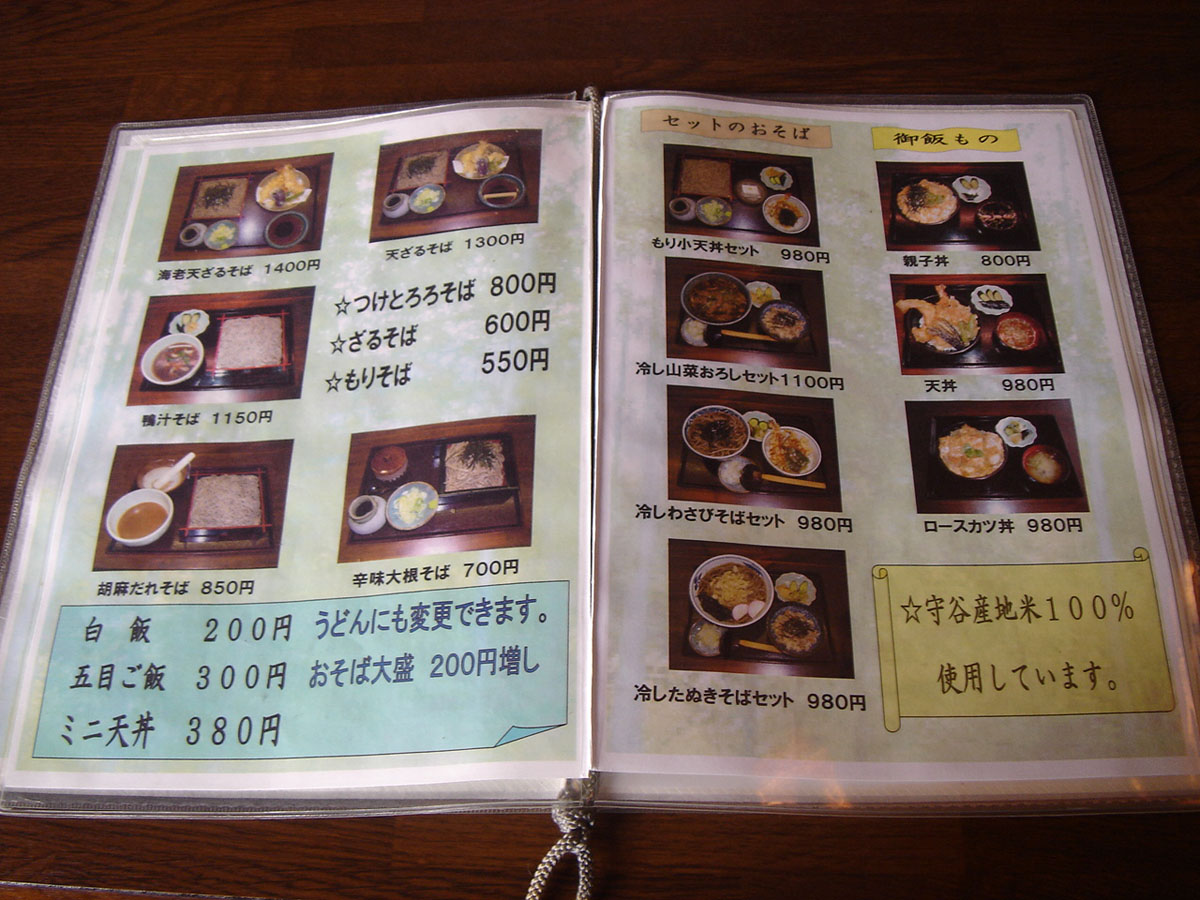 海老天ざるそば 1400円
天ざるそば 1300円
☆つけとろろそば 800円
☆ざるそば 600円
☆もりそば 550円
鴨汁そば 1150円
胡麻だれそば 850円
辛味大根そば 700円
白 飯 200円
五目ご飯 300円
ミニ天丼 380円
うどんにも変更できます。
おそば大盛 200円増し
セットのおそば
もり小天丼セット 980円
冷し山菜おろしセット1100円
冷しわさびそばセット 980円
冷したぬきそばセット 980円
御飯もの
親子丼 800円
天丼 980円
ロースカツ丼 980円
☆守谷産地米100%
使用しています。